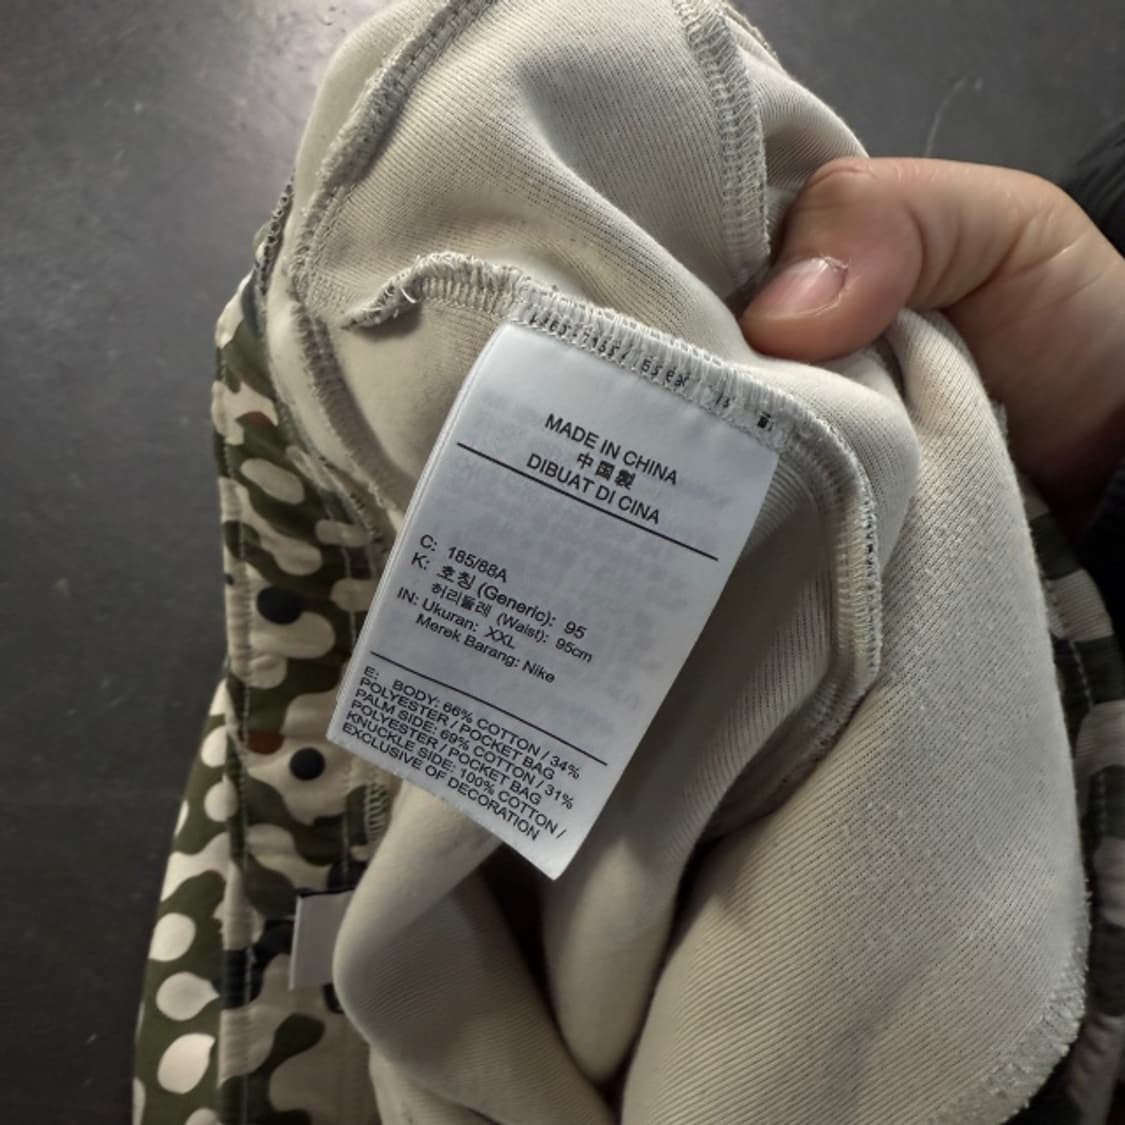 MADE IN CHINA
中国製
DIBUAT DI CINA
C: 185/88A
K: 호칭 (Generic): 95
허리둘레 (Waist): 95cm
IN: Ukuran: XXL
Merek Barang: Nike
E: BODY: 66% COTTON / 34%
POLYESTER / POCKET BAG
PALM SIDE: 69% COTTON / 31%
POLYESTER / POCKET BAG
KNUCKLE SIDE: 100% COTTON /
EXCLUSIVE OF DECORATION